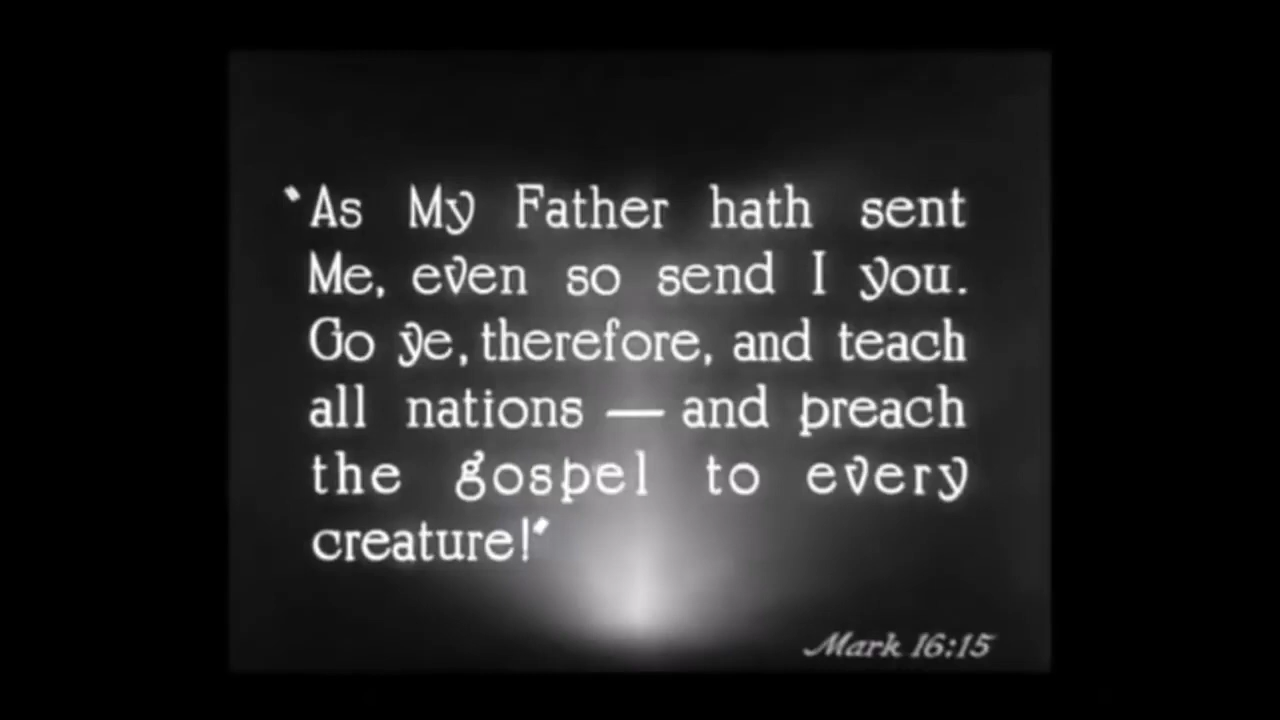 ‘As My Father hath sent
Me, even so send I you.
Go ye, therefore, and teach
all nations — and preach
the gospel to every
creature!’
Mark 16:15